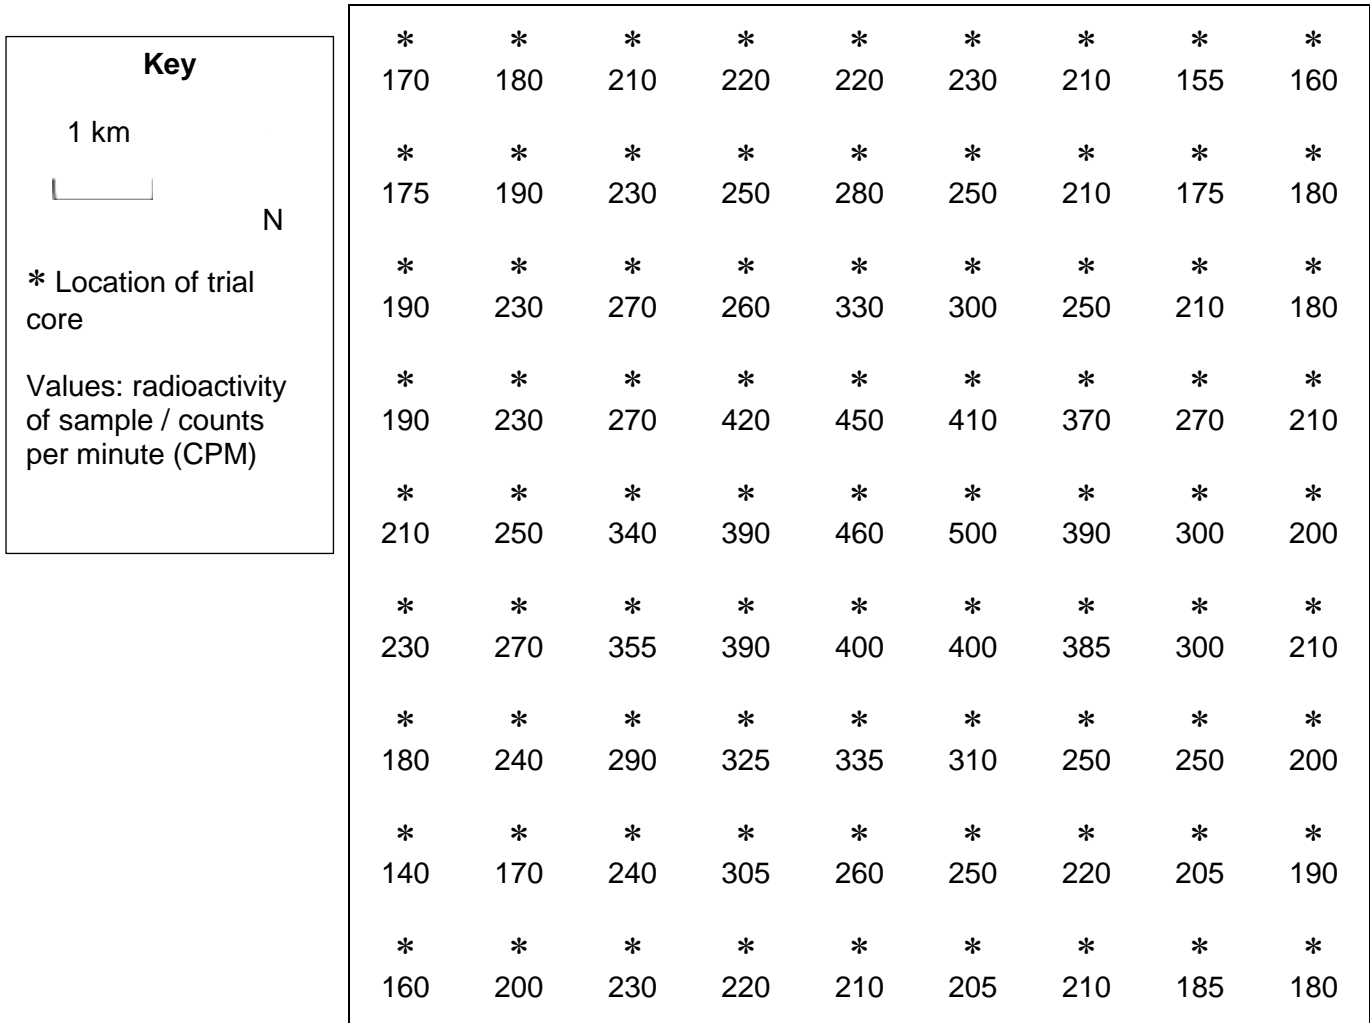 Key
1 km
N
* Location of trial
core
Values: radioactivity
of sample / counts
per minute (CPM)
* * * * * * * * *
170 180 210 220 220 230 210 155 160
* * * * * * * * *
175 190 230 250 280 250 210 175 180
* * * * * * * * *
190 230 270 260 330 300 250 210 180
* * * * * * * * *
190 230 270 420 450 410 370 270 210
* * * * * * * * *
210 250 340 390 460 500 390 300 200
* * * * * * * * *
230 270 355 390 400 400 385 300 210
* * * * * * * * *
180 240 290 325 335 310 250 250 200
* * * * * * * * *
140 170 240 305 260 250 220 205 190
* * * * * * * * *
160 200 230 220 210 205 210 185 180